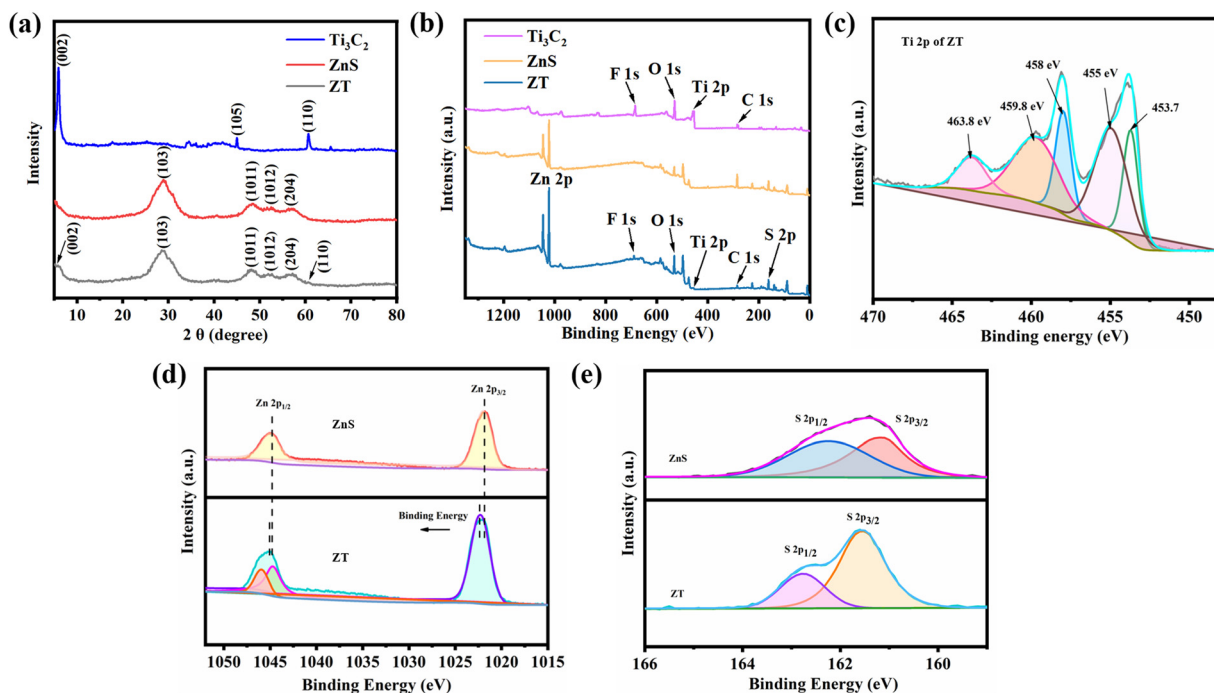 (a)
Ti₃C₂
ZnS
ZT
(002)
(105)
(110)
(103)
(1011)
(1012)
(204)
(002)
(103)
(1011)
(1012)
(204)
(110)
Intensity
0 10 20 30 40 50 60 70 80
2 θ (degree)
(b)
Ti₃C₂
ZnS
ZT
F 1s
O 1s
Ti 2p
C 1s
Zn 2p
F 1s
O 1s
Ti 2p
C 1s
S 2p
Intensity (a.u.)
1200 1000 800 600 400 200 0
Binding Energy (eV)
(c)
Ti 2p of ZT
463.8 eV
459.8 eV
458 eV
455 eV
453.7
Intensity (a.u.)
470 465 460 455 450
Binding energy (eV)
(d)
Zn 2p₁/₂
Zn 2p₃/₂
ZnS
Binding Energy
ZT
Intensity (a.u.)
1050 1045 1040 1035 1030 1025 1020 1015
Binding Energy (eV)
(e)
S 2p₁/₂
S 2p₃/₂
ZnS
S 2p₃/₂
S 2p₁/₂
ZT
Intensity (a.u.)
166 164 162 160
Binding Energy (eV)